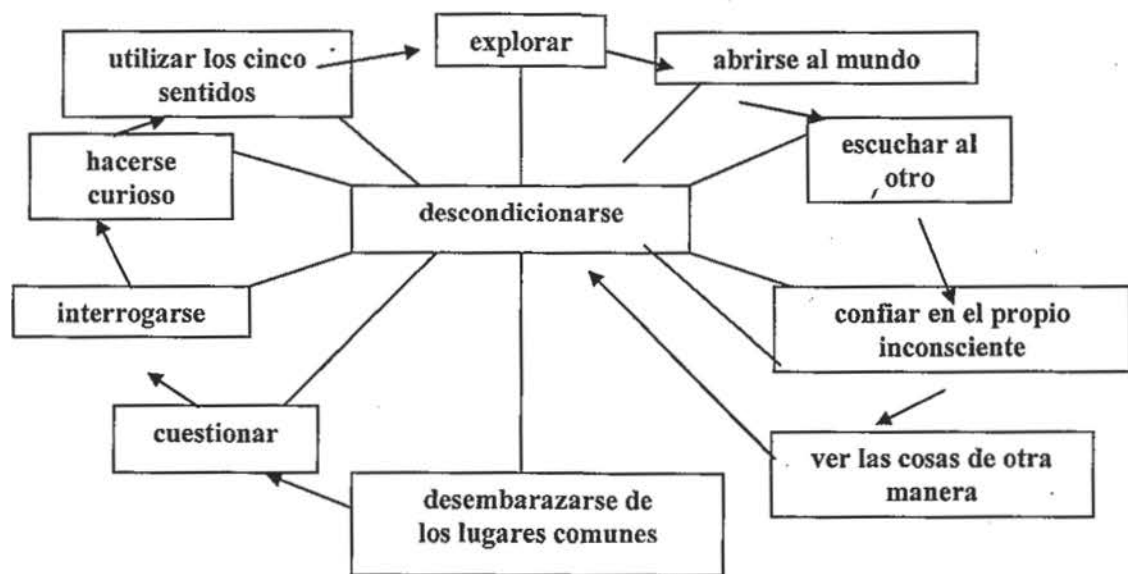 explorar
utilizar los cinco
sentidos
abrirse al mundo
hacerse
curioso
escuchar al
otro
descondicionarse
interrogarse
confiar en el propio
inconsciente
cuestionar
ver las cosas de otra
manera
desembarazarse de
los lugares comunes